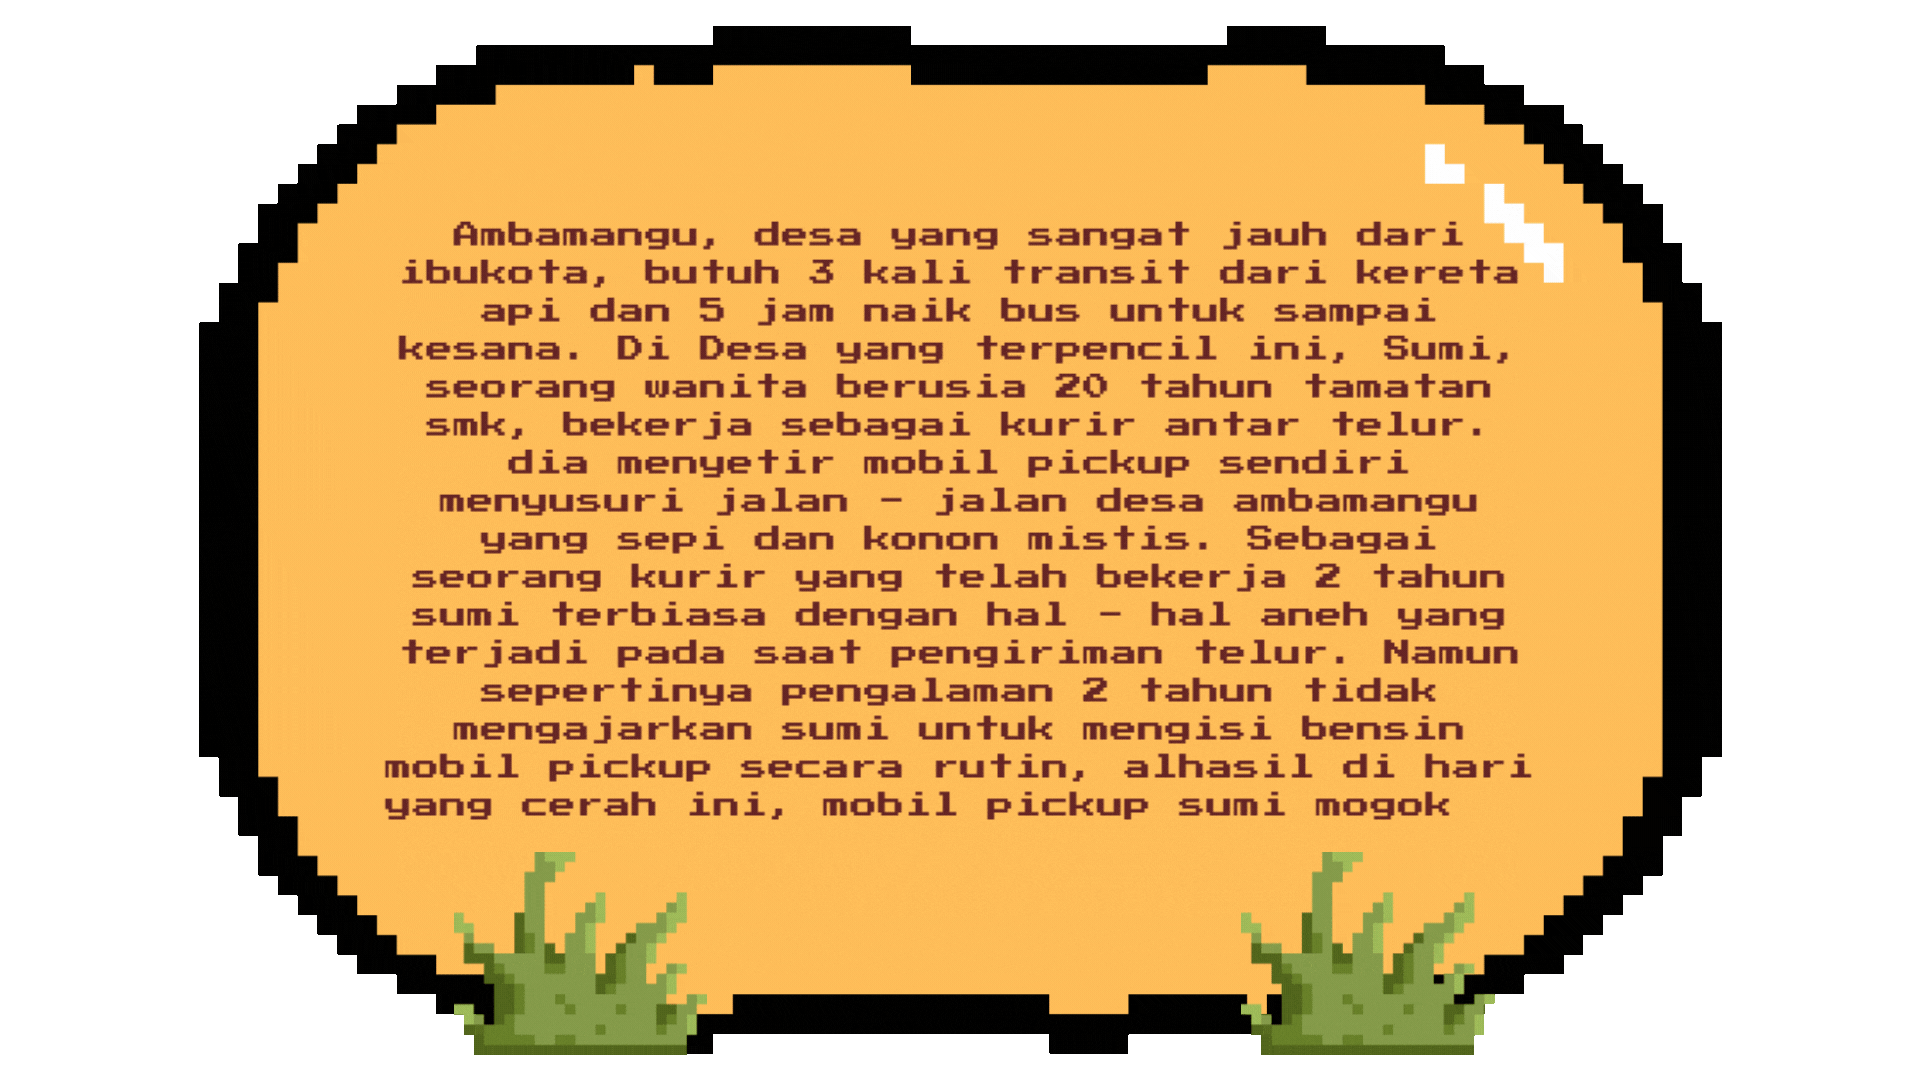 Ambamangu, desa yang sangat jauh dari
ibukota, butuh 3 kali transit dari kereta
api dan 5 jam naik bus untuk sampai
kesana. Di Desa yang terpencil ini, Sumi,
seorang wanita berusia 20 tahun tamatan
smk, bekerja sebagai kurir antar telur.
dia menyetir mobil pickup sendiri
menyusuri jalan - jalan desa ambamangu
yang sepi dan konon mistis. Sebagai
seorang kurir yang telah bekerja 2 tahun
sumi terbiasa dengan hal - hal aneh yang
terjadi pada saat pengiriman telur. Namun
sepertinya pengalaman 2 tahun tidak
mengajarkan sumi untuk mengisi bensin
mobil pickup secara rutin, alhasil di hari
yang cerah ini, mobil pickup sumi mogok